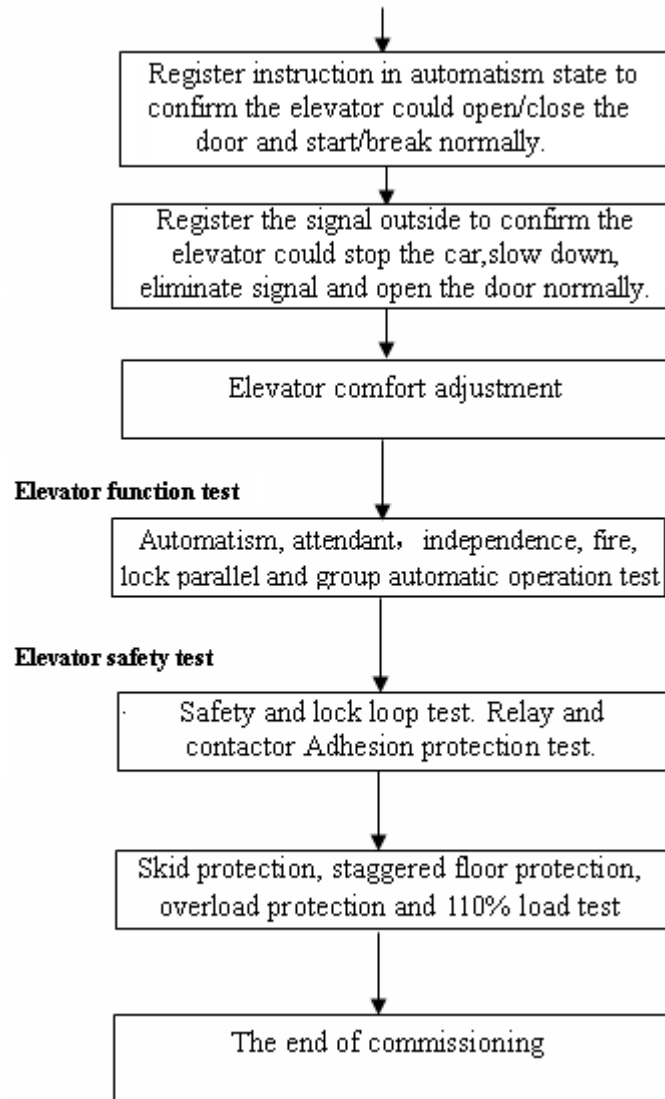 Register instruction in automatism state to
confirm the elevator could open/close the
door and start/break normally.
Register the signal outside to confirm the
elevator could stop the car,slow down,
eliminate signal and open the door normally.
Elevator comfort adjustment
Elevator function test
Automatism, attendant，independence, fire,
lock parallel and group automatic operation test
Elevator safety test
Safety and lock loop test. Relay and
contactor Adhesion protection test.
Skid protection, staggered floor protection,
overload protection and 110% load test
The end of commissioning